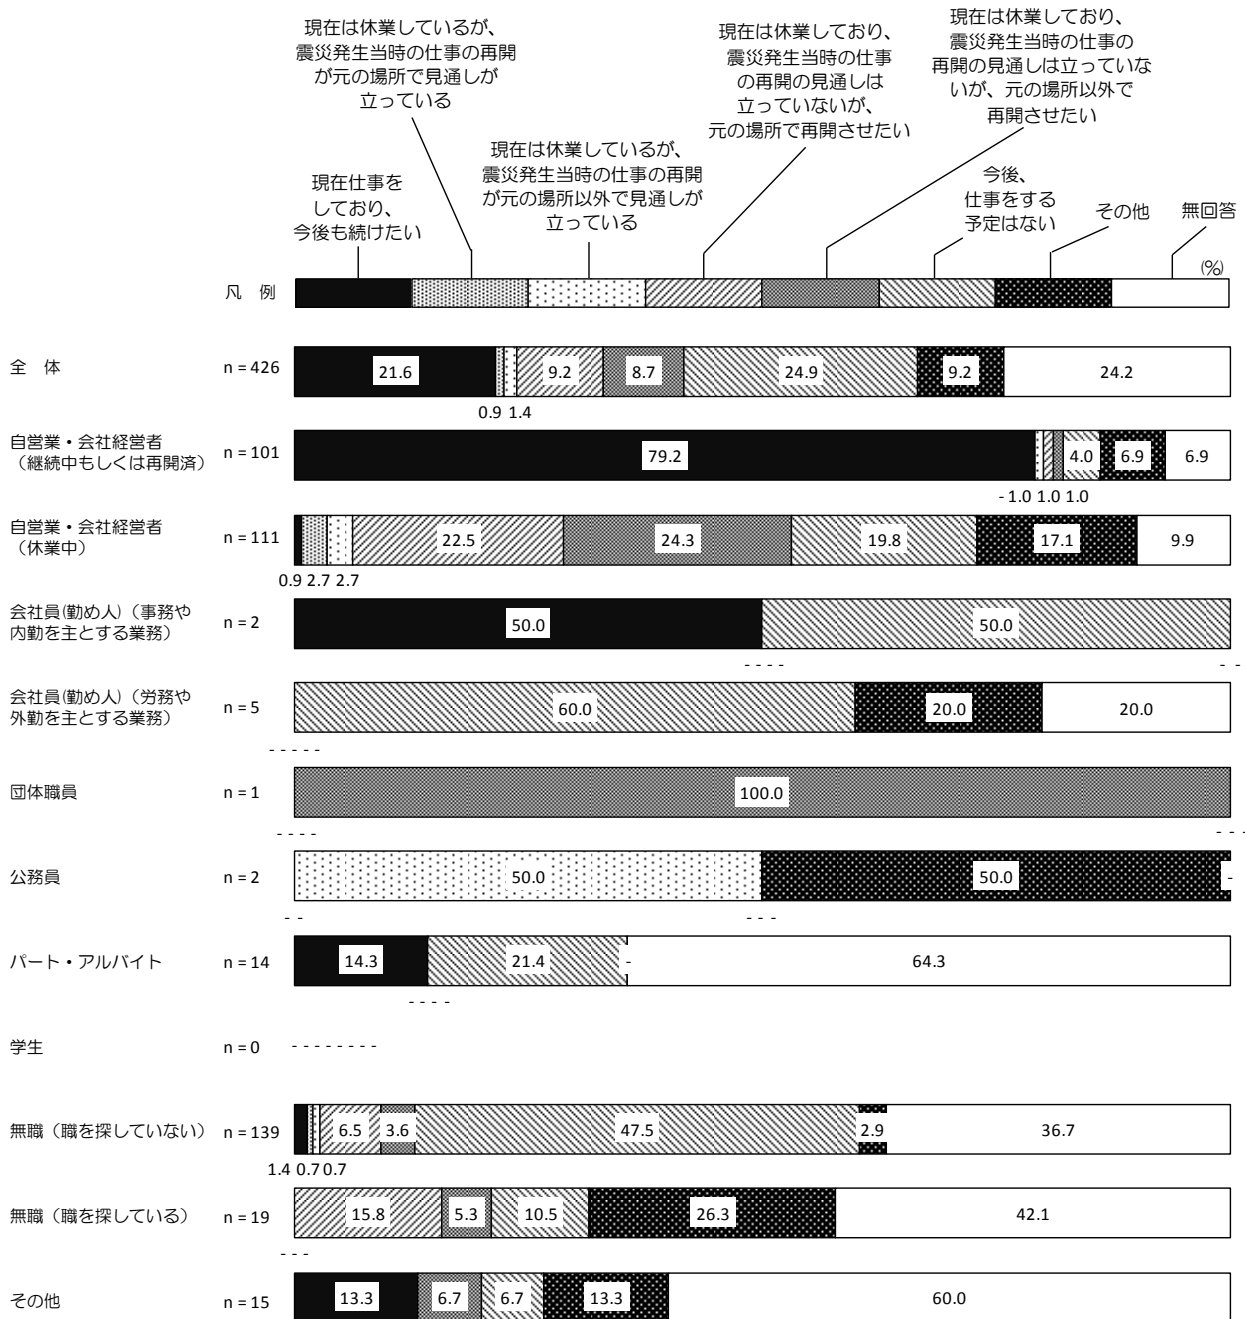 現在は休業しているが、
震災発生当時の仕事の再開
が元の場所で見通しが
立っている
現在は休業しており、
震災発生当時の仕事
の再開の見通しは
立っていないが、
元の場所で再開させたい
現在は休業しており、
震災発生当時の仕事の
再開の見通しは立っていな
いが、元の場所以外で
再開させたい
現在仕事を
しており、
今後も続けたい
現在は休業しているが、
震災発生当時の仕事の再開
が元の場所以外で見通しが
立っている
今後、
仕事をする
予定はない
その他
無回答
(%)
凡 例
全 体 n = 426 21.6 9.2 8.7 24.9 9.2 24.2
0.9 1.4
自営業・会社経営者
（継続中もしくは再開済） n = 101 79.2 4.0 6.9 6.9
- 1.0 1.0 1.0
自営業・会社経営者
（休業中） n = 111 22.5 24.3 19.8 17.1 9.9
0.9 2.7 2.7
会社員(勤め人)（事務や
内勤を主とする業務） n = 2 50.0 50.0
- - - - - -
会社員(勤め人)（労務や
外勤を主とする業務） n = 5 60.0 20.0 20.0
- - - - -
団体職員 n = 1 100.0
- - - - - - -
公務員 n = 2 50.0 50.0 -
- - - - -
パート・アルバイト n = 14 14.3 21.4 - 64.3
- - - -
学生 n = 0 - - - - - - - -
無職（職を探していない） n = 139 6.5 3.6 47.5 2.9 36.7
1.4 0.7 0.7
無職（職を探している） n = 19 15.8 5.3 10.5 26.3 42.1
- - -
その他 n = 15 13.3 6.7 6.7 13.3 60.0